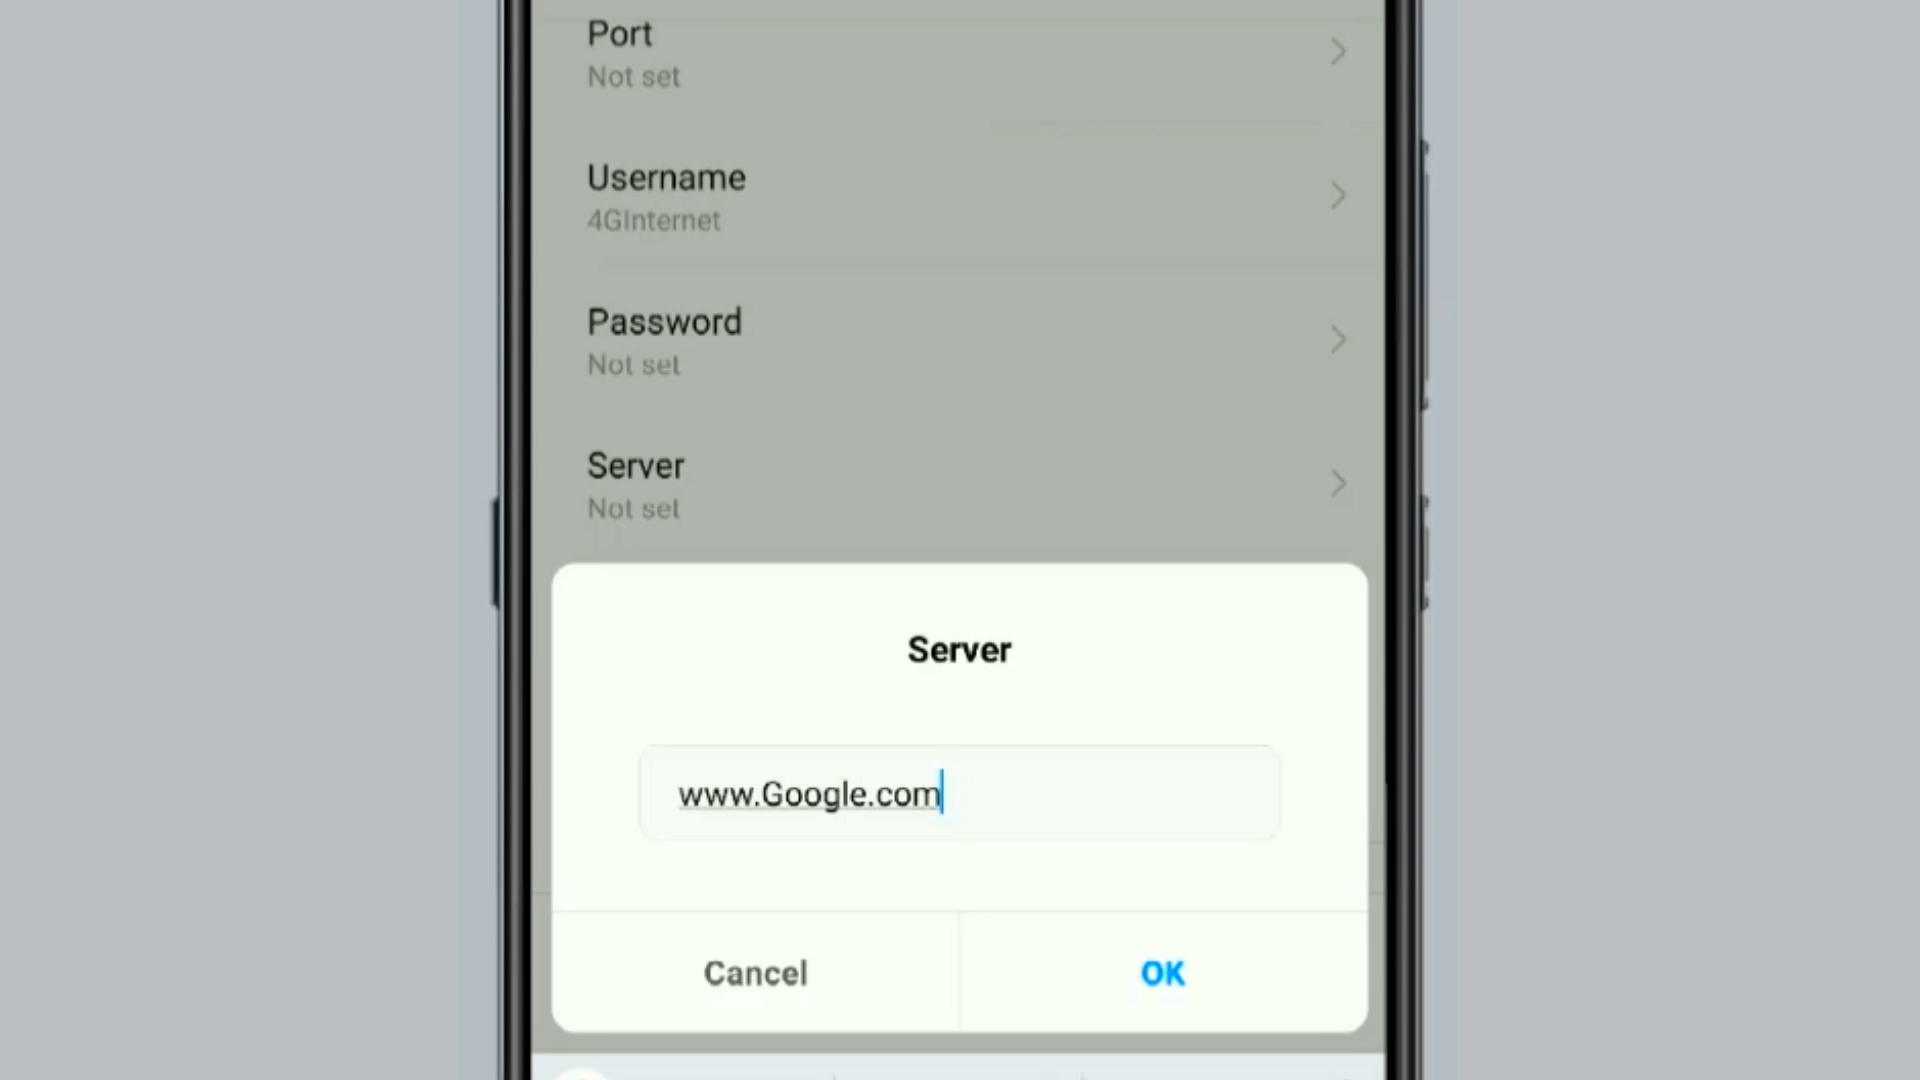 Port
Not set
Username
4GInternet
Password
Not set
Server
Not set
Server
www.Google.com
Cancel
OK